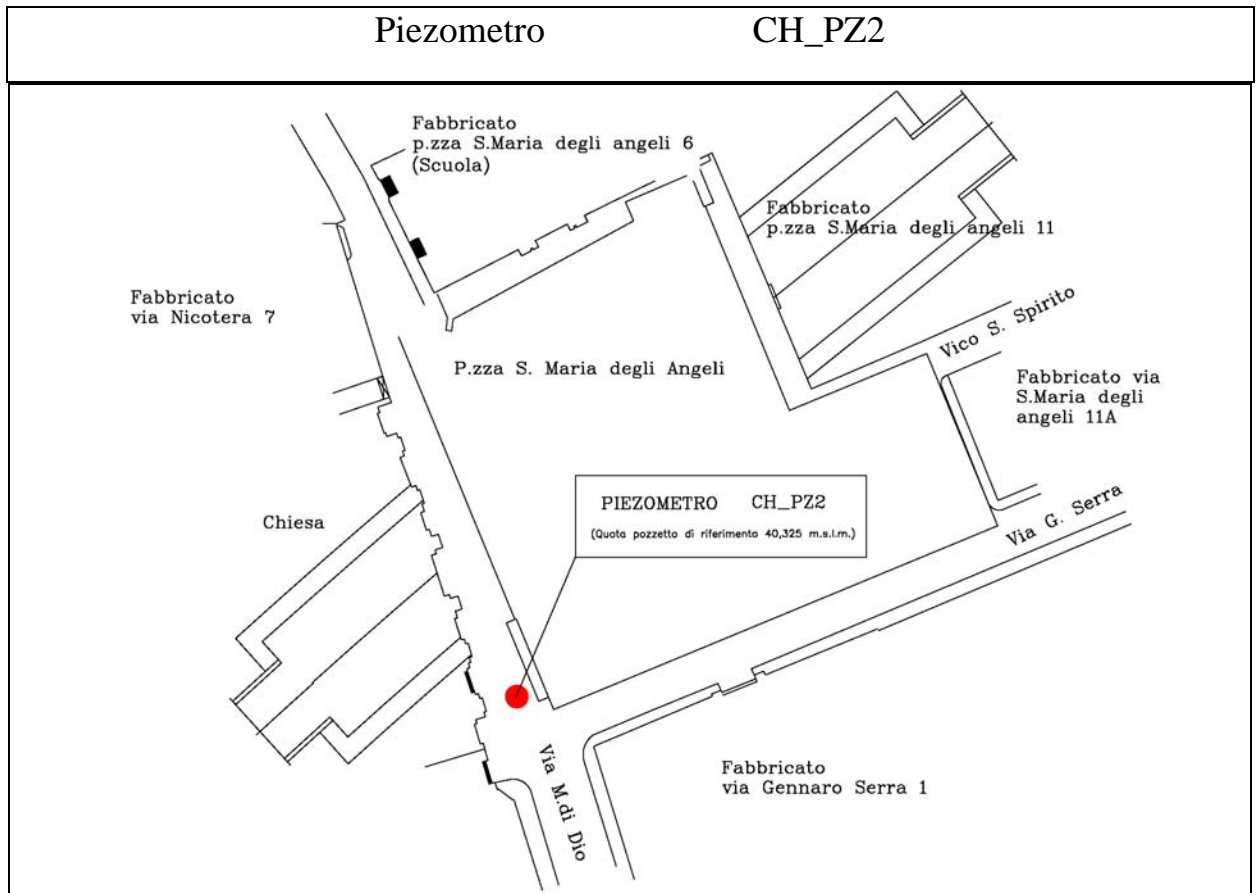 Piezometro CH_PZ2
Fabbricato
p.zza S.Maria degli angeli 6
(Scuola)
Fabbricato
p.zza S.Maria degli angeli 11
Fabbricato
via Nicotera 7
Vico S. Spirito
P.zza S. Maria degli Angeli
Fabbricato via
S.Maria degli
angeli 11A
PIEZOMETRO CH_PZ2
(Quota pozzetto di riferimento 40,325 m.s.l.m.)
Chiesa
Via G. Serra
Via M.di Dio
Fabbricato
via Gennaro Serra 1